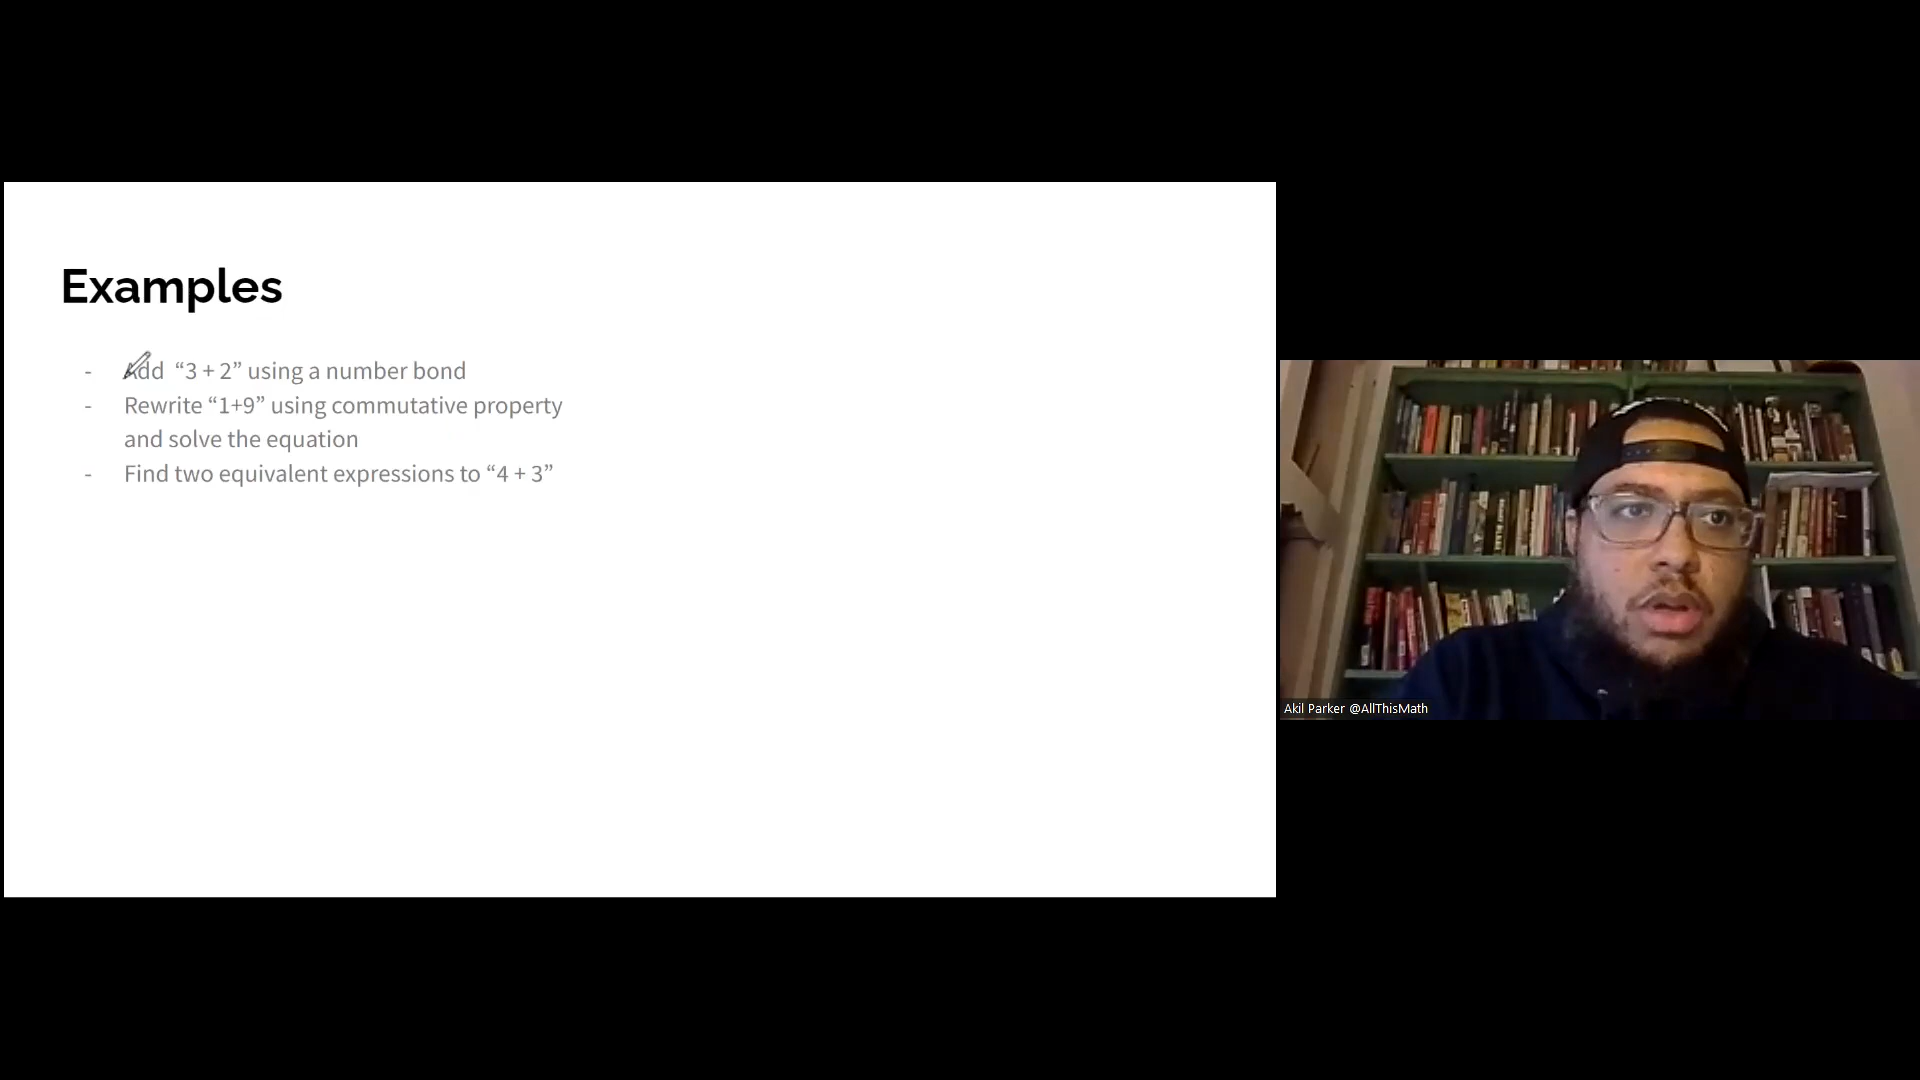 Examples
- Add “3 + 2” using a number bond
- Rewrite “1+9” using commutative property
and solve the equation
- Find two equivalent expressions to “4 + 3”
Akil Parker @AllThisMath